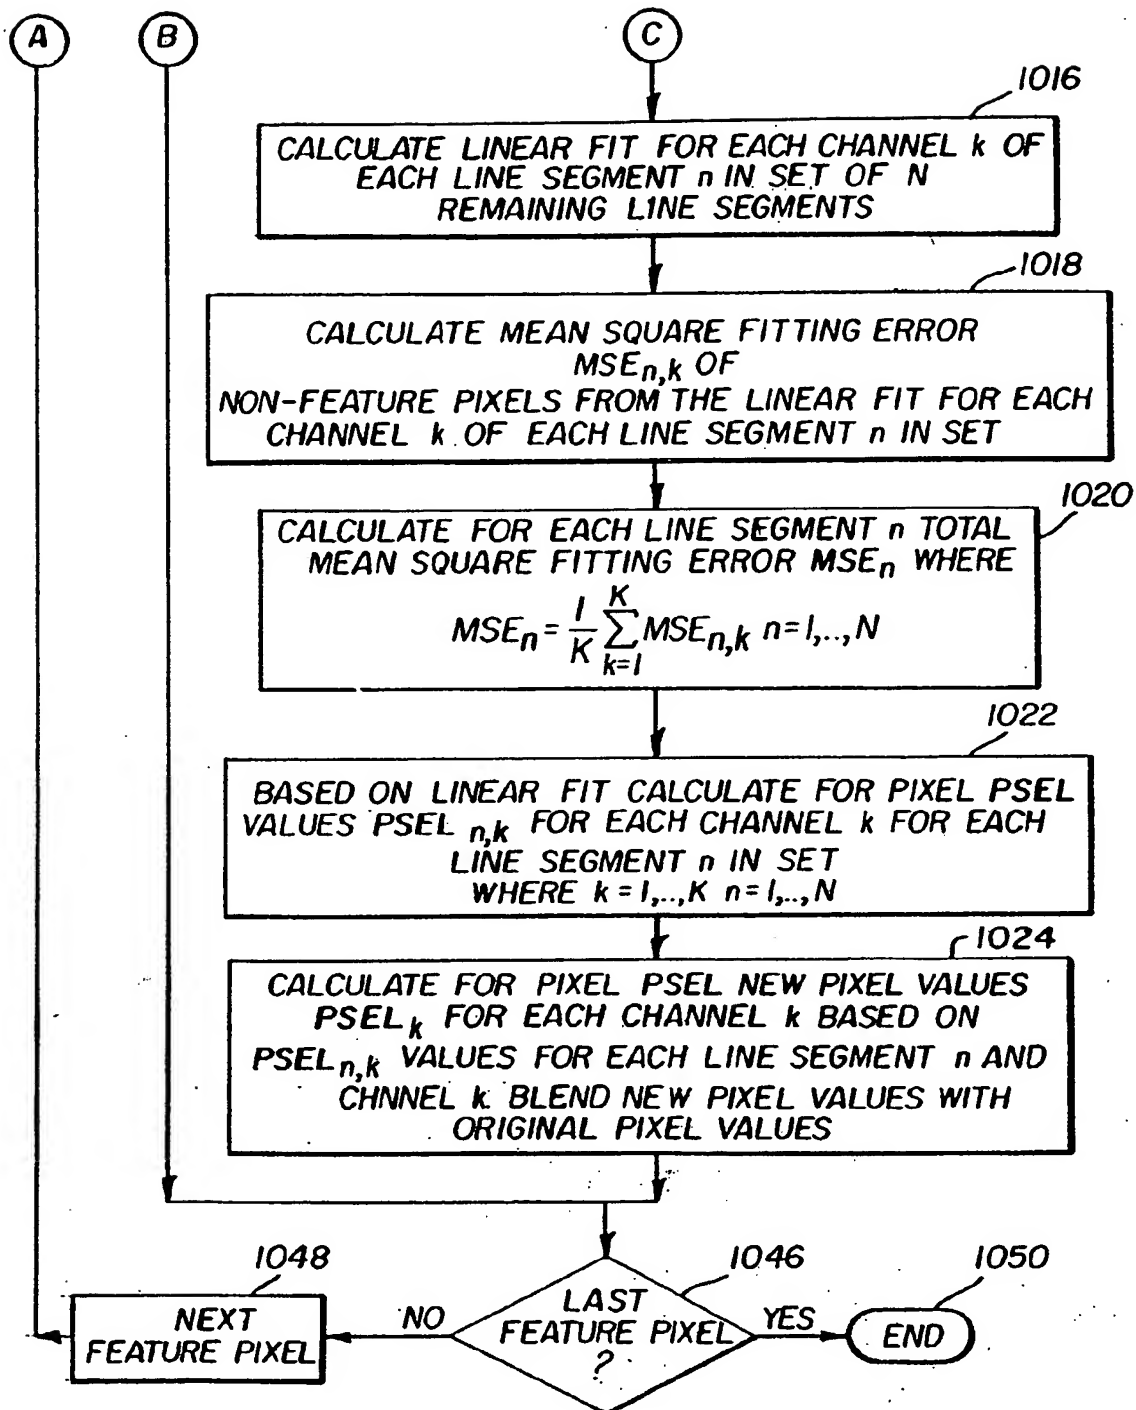 A B C
1016
CALCULATE LINEAR FIT FOR EACH CHANNEL k OF
EACH LINE SEGMENT n IN SET OF N
REMAINING LINE SEGMENTS
1018
CALCULATE MEAN SQUARE FITTING ERROR
MSEn,k OF
NON-FEATURE PIXELS FROM THE LINEAR FIT FOR EACH
CHANNEL k OF EACH LINE SEGMENT n IN SET
1020
CALCULATE FOR EACH LINE SEGMENT n TOTAL
MEAN SQUARE FITTING ERROR MSEn WHERE
MSEn = 1/K K∑k=1 MSEn,k n=1,..,N
1022
BASED ON LINEAR FIT CALCULATE FOR PIXEL PSEL
VALUES PSEL n,k FOR EACH CHANNEL k FOR EACH
LINE SEGMENT n IN SET
WHERE k=1,..,K n=1,..,N
1024
CALCULATE FOR PIXEL PSEL NEW PIXEL VALUES
PSELk FOR EACH CHANNEL k BASED ON
PSELn,k VALUES FOR EACH LINE SEGMENT n AND
CHNNEL k. BLEND NEW PIXEL VALUES WITH
ORIGINAL PIXEL VALUES
1048 1046 1050
NEXT
FEATURE PIXEL
NO
LAST
FEATURE PIXEL
?
YES
END